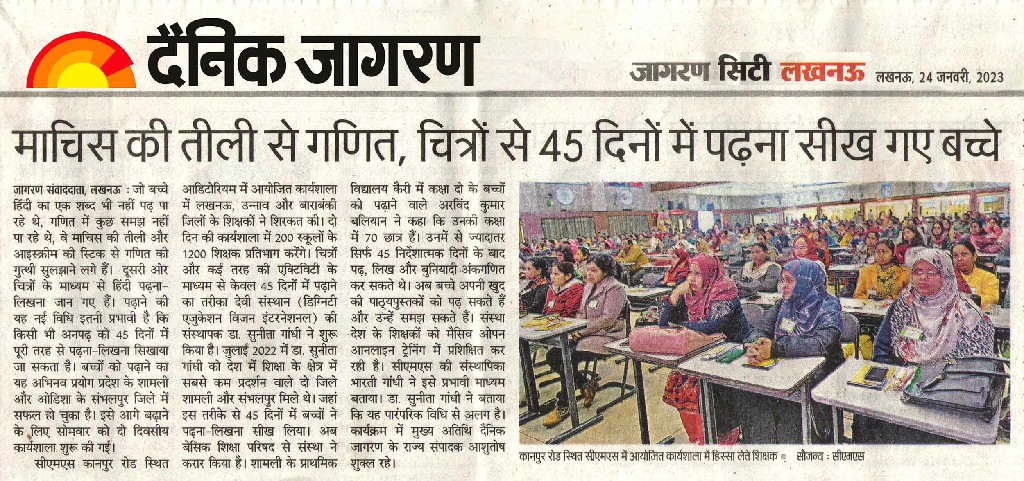 दैनिक जागरण
जागरण सिटी लखनऊ लखनऊ, 24 जनवरी, 2023
माचिस की तीली से गणित, चित्रों से 45 दिनों में पढ़ना सीख गए बच्चे
जागरण संवाददाता, लखनऊ : जो बच्चे
हिंदी का एक शब्द भी नहीं पढ़ पा
रहे थे, गणित में कुछ समझ नहीं
पा रहे थे, वे माचिस की तीली और
आइस्क्रीम की स्टिक से गणित की
गुत्थी सुलझाने लगे हैं। दूसरी ओर
चित्रों के माध्यम से हिंदी पढ़ना-
लिखना जान गए हैं। पढ़ाने की
यह नई विधि इतनी प्रभावी है कि
किसी भी अनपढ़ को 45 दिनों में
पूरी तरह से पढ़ना-लिखना सिखाया
जा सकता है। बच्चों को पढ़ाने का
यह अभिनव प्रयोग प्रदेश के शामली
और ओडिशा के संभलपुर जिले में
सफल हो चुका है। इसे आगे बढ़ाने
के लिए सोमवार को दो दिवसीय
कार्यशाला शुरू की गई।
सीएमएस कानपुर रोड स्थित
आडिटोरियम में आयोजित कार्यशाला
में लखनऊ, उन्नाव और बाराबंकी
जिलों के शिक्षकों ने शिरकत की। दो
दिन की कार्यशाला में 200 स्कूलों के
1200 शिक्षक प्रतिभाग करेंगे। चित्रों
और कई तरह की एक्टिविटी के
माध्यम से केवल 45 दिनों में पढ़ाने
का तरीका देवी संस्थान (डिग्निटी
एजुकेशन विजन इंटरनेशनल) की
संस्थापक डा. सुनीता गांधी ने शुरू
किया है। जुलाई 2022 में डा. सुनीता
गांधी को देश में शिक्षा के क्षेत्र में
सबसे कम प्रदर्शन वाले दो जिले
शामली और संभलपुर मिले थे। जहां
इस तरीके से 45 दिनों में बच्चों ने
पढ़ना-लिखना सीख लिया। अब
बेसिक शिक्षा परिषद से संस्था ने
करार किया है। शामली के प्राथमिक
विद्यालय कैरी में कक्षा दो के बच्चों
को पढ़ाने वाले अरविंद कुमार
बलियान ने कहा कि उनकी कक्षा
में 70 छात्र हैं। उनमें से ज्यादातर
सिर्फ 45 निर्देशात्मक दिनों के बाद
पढ़, लिख और बुनियादी-अंकगणित
कर सकते थे। अब बच्चे अपनी खुद
की पाठ्यपुस्तकों को पढ़ सकते हैं
और उन्हें समझ सकते हैं। संस्था
देश के शिक्षकों को मैसिव ओपन
आनलाइन ट्रेनिंग में प्रशिक्षित कर
रही है। सीएमएस की संस्थापिका
भारती गांधी ने इसे प्रभावी माध्यम
बताया। डा. सुनीता गांधी ने बताया
कि यह पारंपरिक विधि से अलग है।
कार्यक्रम में मुख्य अतिथि दैनिक
जागरण के राज्य संपादक आशुतोष
शुक्ल रहे।
कानपुर रोड स्थित सीएमएस में आयोजित कार्यशाला में हिस्सा लेते शिक्षक ● सौजन्य : सीएमएस